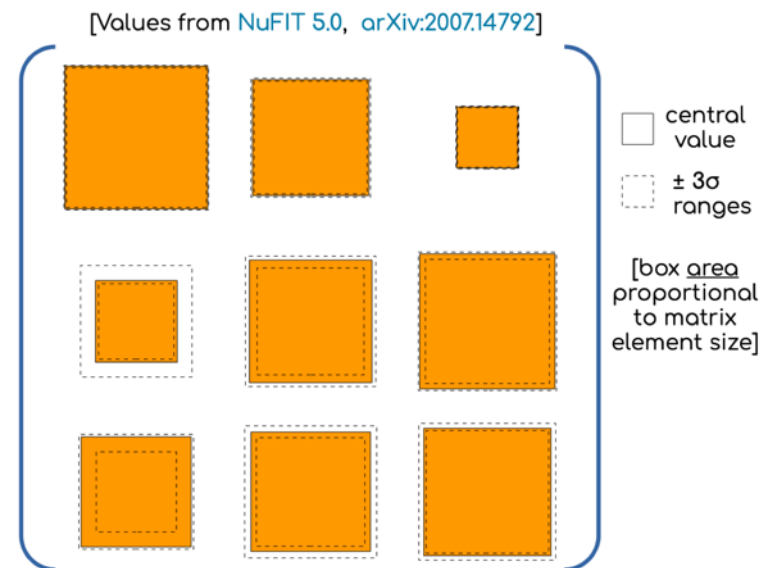 [Values from NuFIT 5.0, arXiv:2007.14792]
central
value
± 3σ
ranges
[box area
proportional
to matrix
element size]